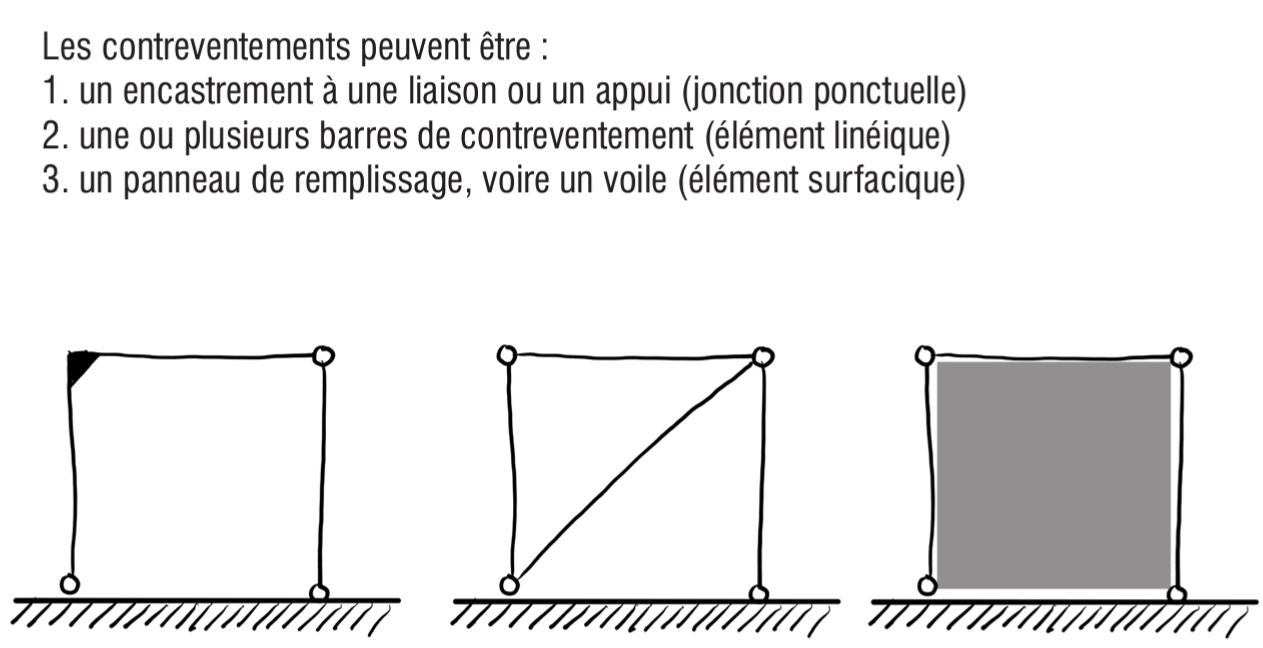 Les contreventements peuvent être :
1. un encastrement à une liaison ou un appui (jonction ponctuelle)
2. une ou plusieurs barres de contreventement (élément linéique)
3. un panneau de remplissage, voire un voile (élément surfacique)